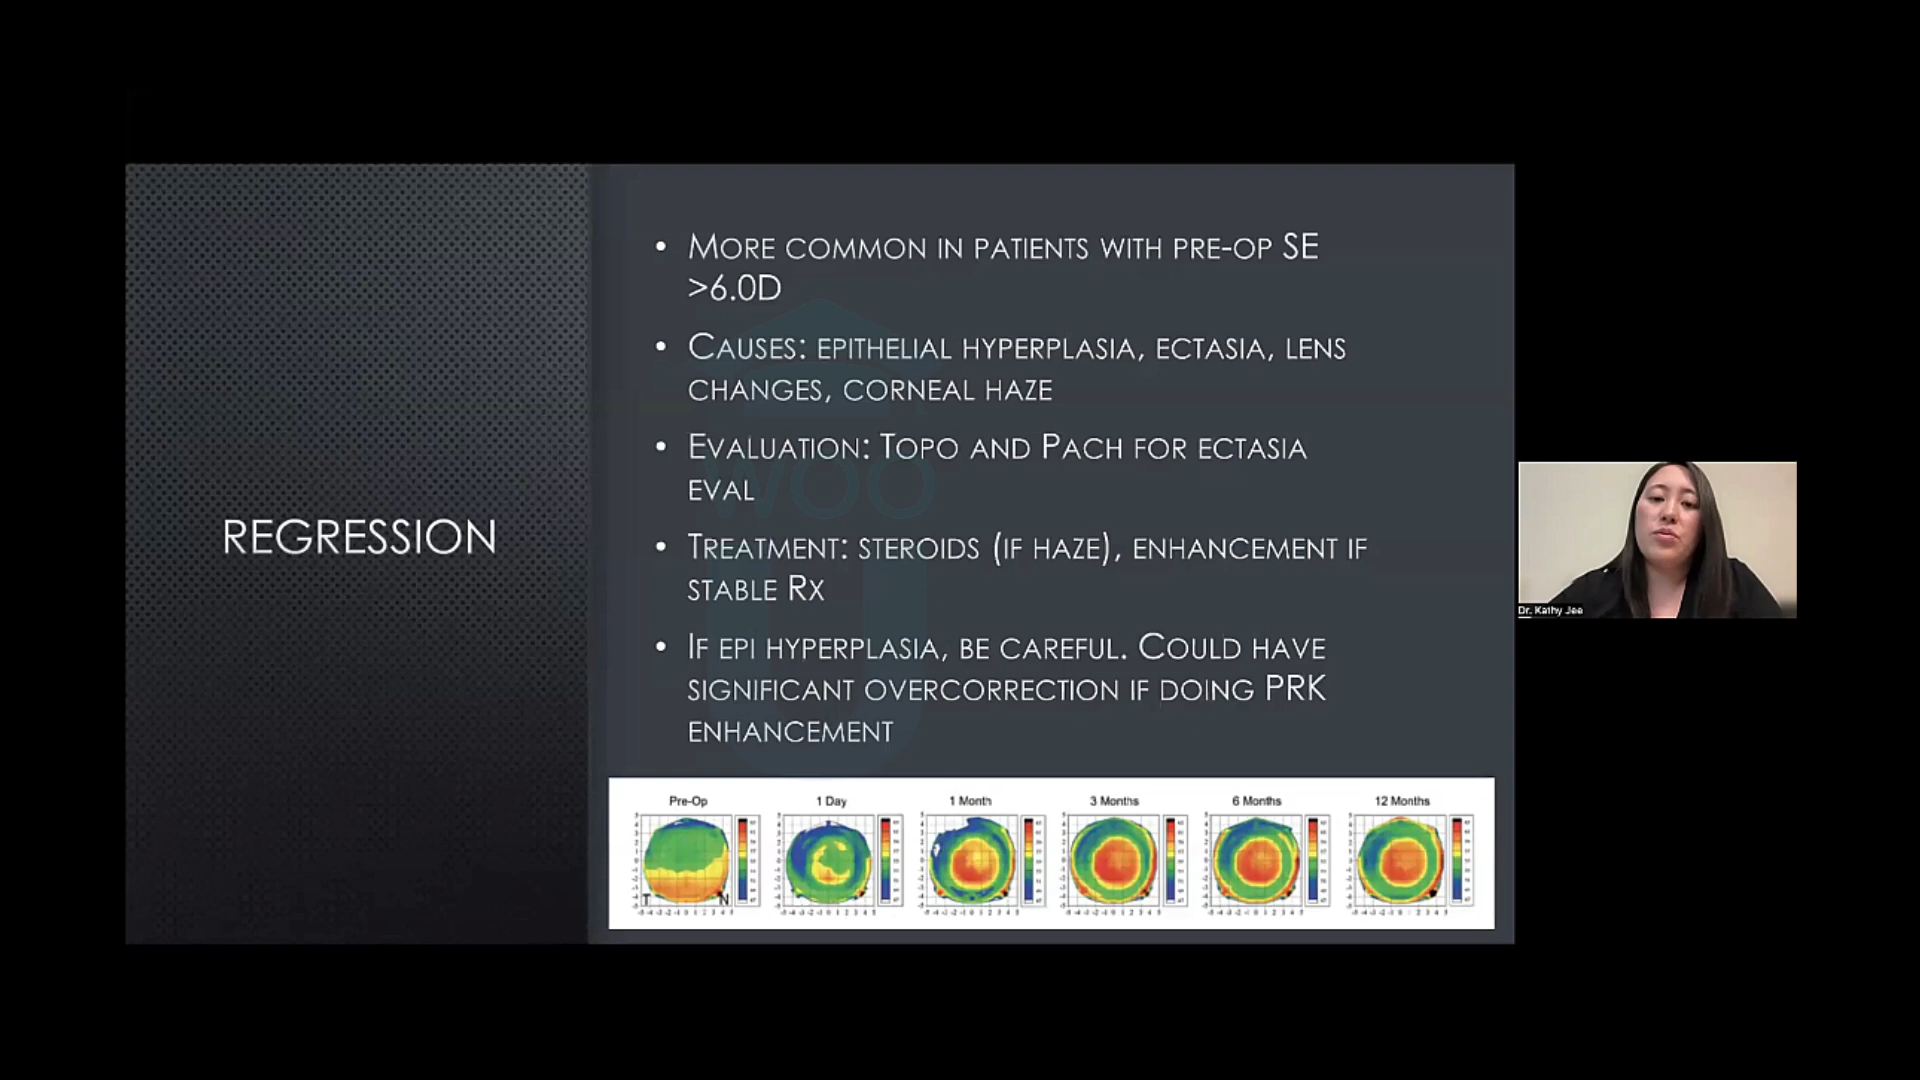 REGRESSION
• MORE COMMON IN PATIENTS WITH PRE-OP SE
>6.0D
• CAUSES: EPITHELIAL HYPERPLASIA, ECTASIA, LENS
CHANGES, CORNEAL HAZE
• EVALUATION: TOPO AND PACH FOR ECTASIA
EVAL
• TREATMENT: STEROIDS (IF HAZE), ENHANCEMENT IF
STABLE RX
• IF EPI HYPERPLASIA, BE CAREFUL. COULD HAVE
SIGNIFICANT OVERCORRECTION IF DOING PRK
ENHANCEMENT
WOO
Pre-Op 1 Day 1 Month 3 Months 6 Months 12 Months
T N
Dr. Kathy Jee